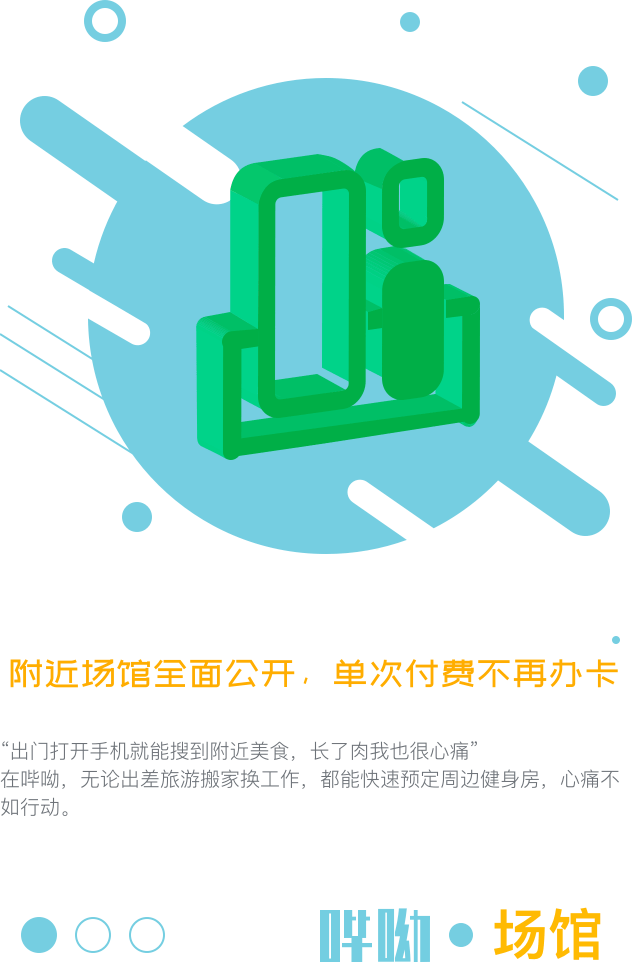 附近场馆全面公开，单次付费不再办卡
“出门打开手机就能搜到附近美食，长了肉我也很心痛”
在哔呦，无论出差旅游搬家换工作，都能快速预定周边健身房，心痛不
如行动。
哔呦●场馆